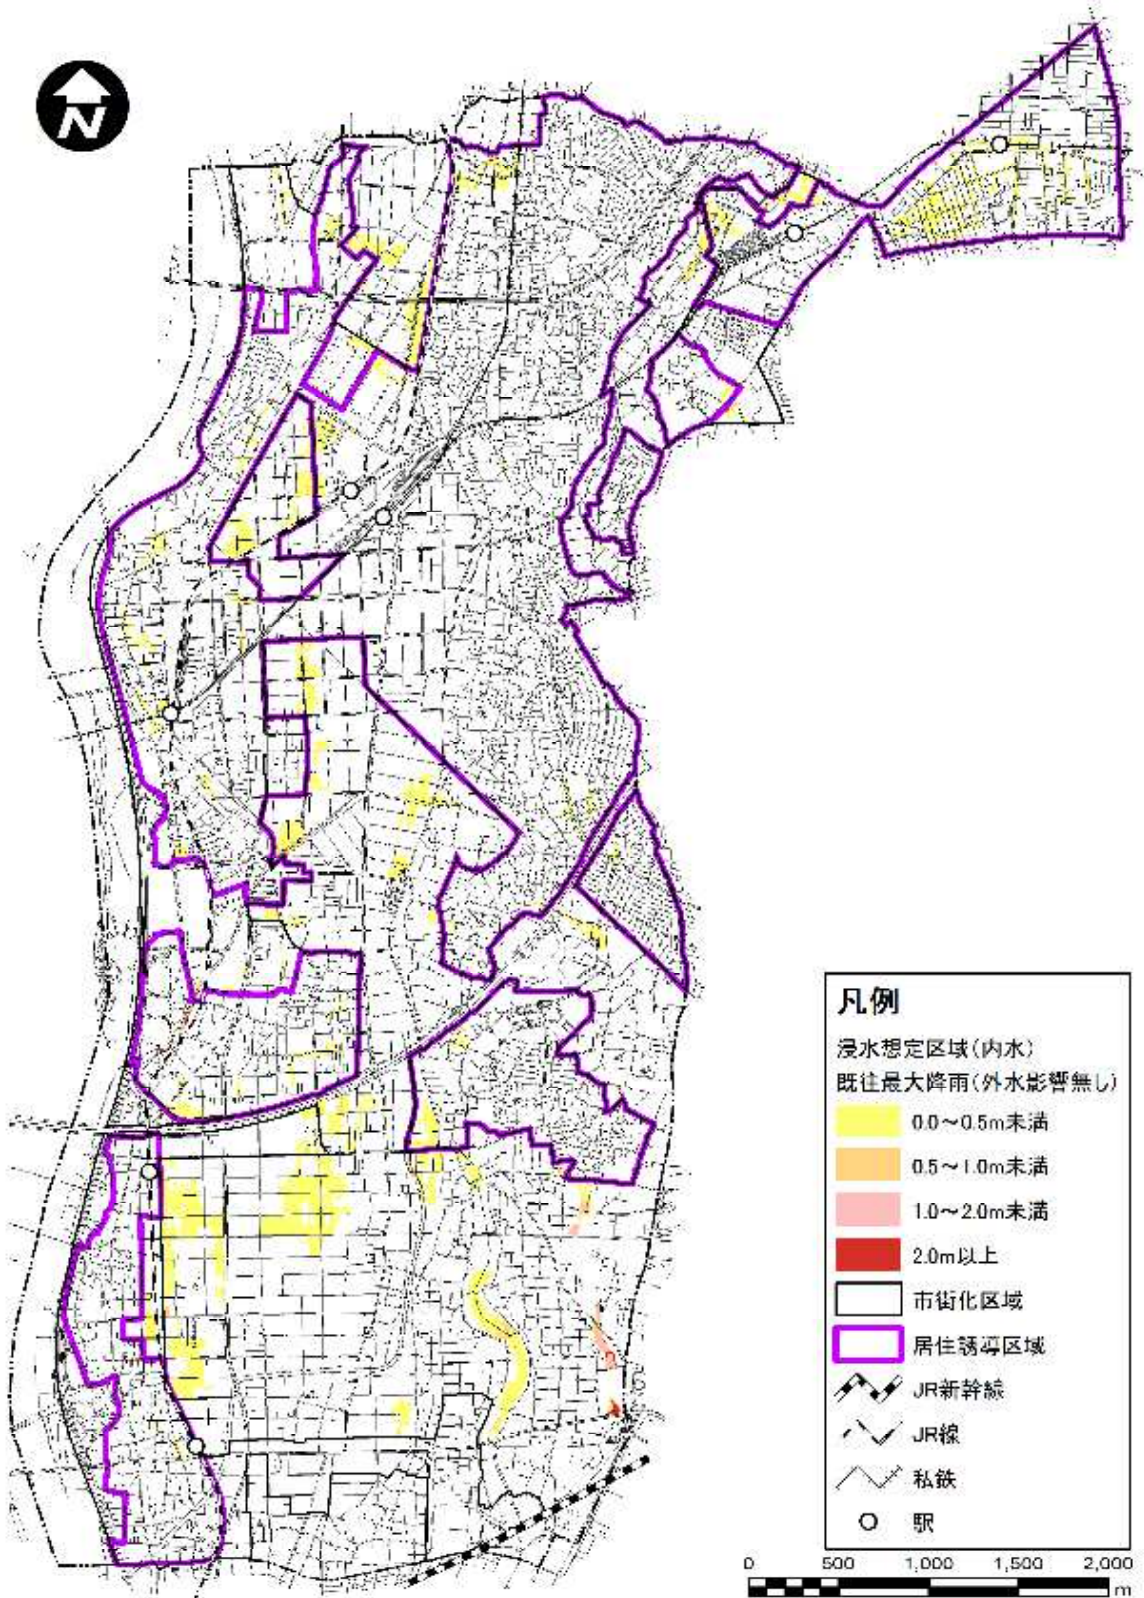 N
凡例
浸水想定区域(内水)
既往最大降雨(外水影響無し)
0.0～0.5m未満
0.5～1.0m未満
1.0～2.0m未満
2.0m以上
市街化区域
居住誘導区域
JR新幹線
JR線
私鉄
駅
0 500 1,000 1,500 2,000
m